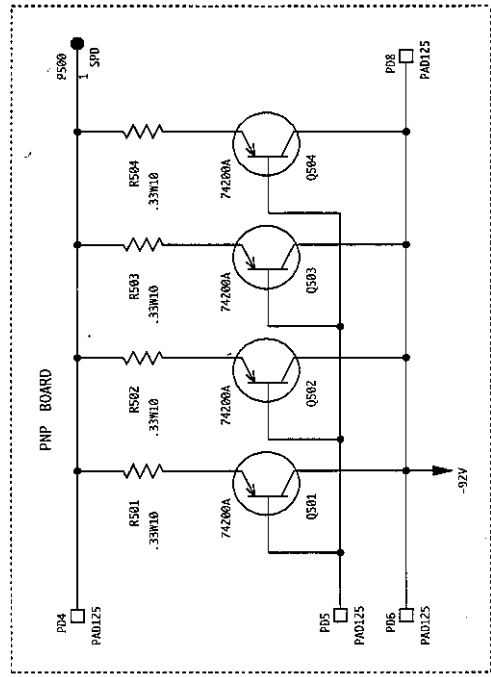 PNP BOARD
P500
1
SPD
PD4
PAD125
R501
.33W10
R502
.33W10
R503
.33W10
R504
.33W10
74200A
Q501
74200A
Q502
74200A
Q503
74200A
Q504
PD5
PAD125
PD6
PAD125
PD8
PAD125
-92V